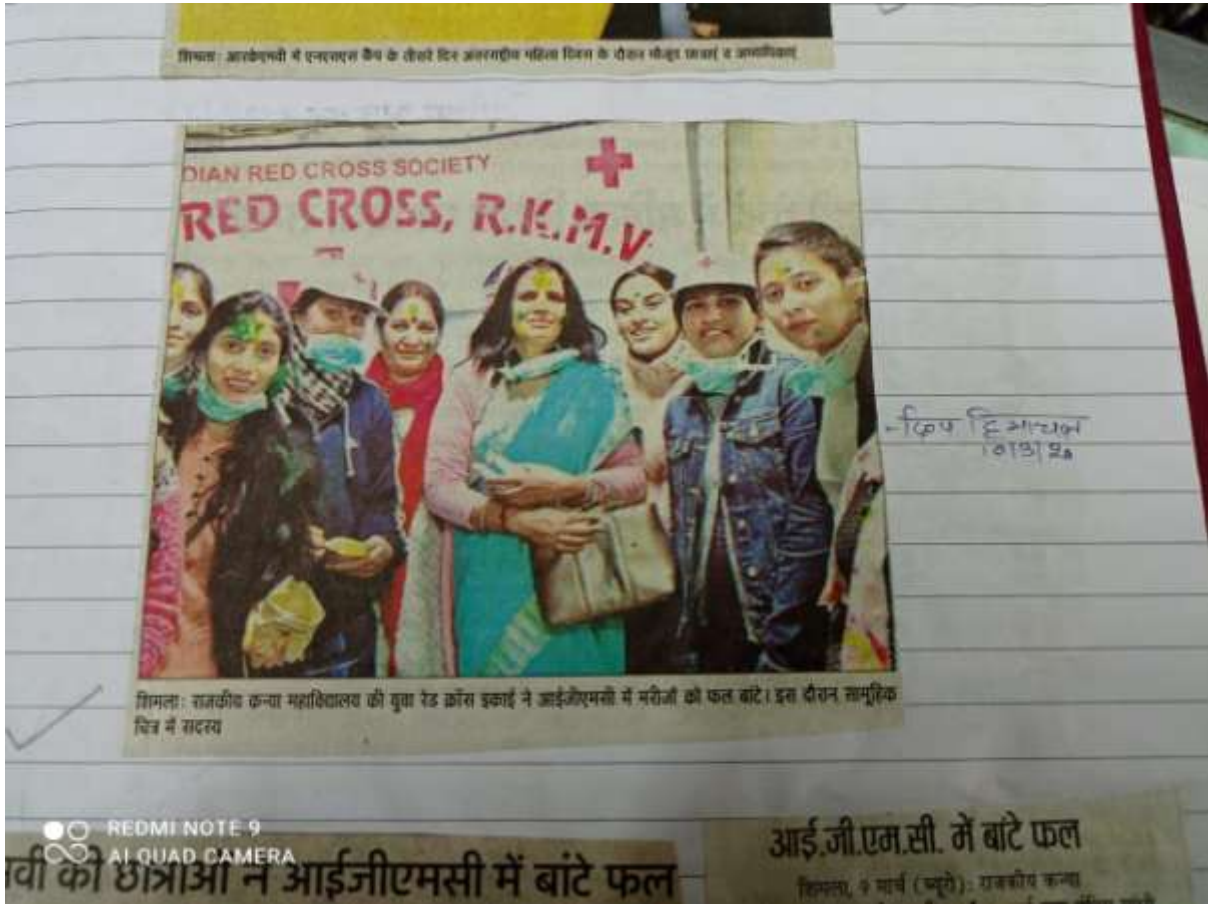 शिमला: आरकेएमवी में एनएसएस कैंप के तीसरे दिन अंतरराष्ट्रीय महिला दिवस के दौरान मौजूद छात्राएं व
DIAN RED CROSS SOCIETY
RED CROSS, R.K.M.V
हिमाचल
शिमला: राजकीय कन्या महाविद्यालय की युवा रेड क्रॉस इकाई ने आईजीएमसी में मरीजों को फल बांटे। इस दौरान सामूहिक
चित्र में सदस्य
REDMI NOTE 9
AI QUAD CAMERA
वी की छात्राओं ने आईजीएमसी में बांटे फल
आई.जी.एम.सी. में बांटे फल
शिमला, 9 मार्च (ब्यूरो): राजकीय कन्या